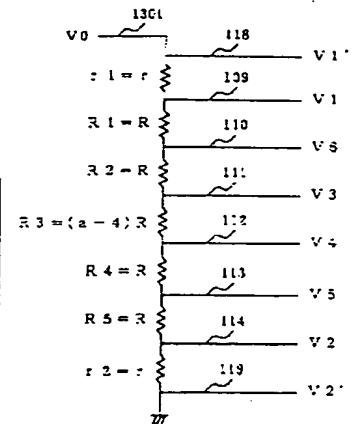 1301
V0
118
V1'
r1=r
109
V1
R1=R
110
V6
R2=R
111
V3
R3=(a-4)R
112
V4
R4=R
113
V5
R5=R
114
V2
r2=r
119
V2'